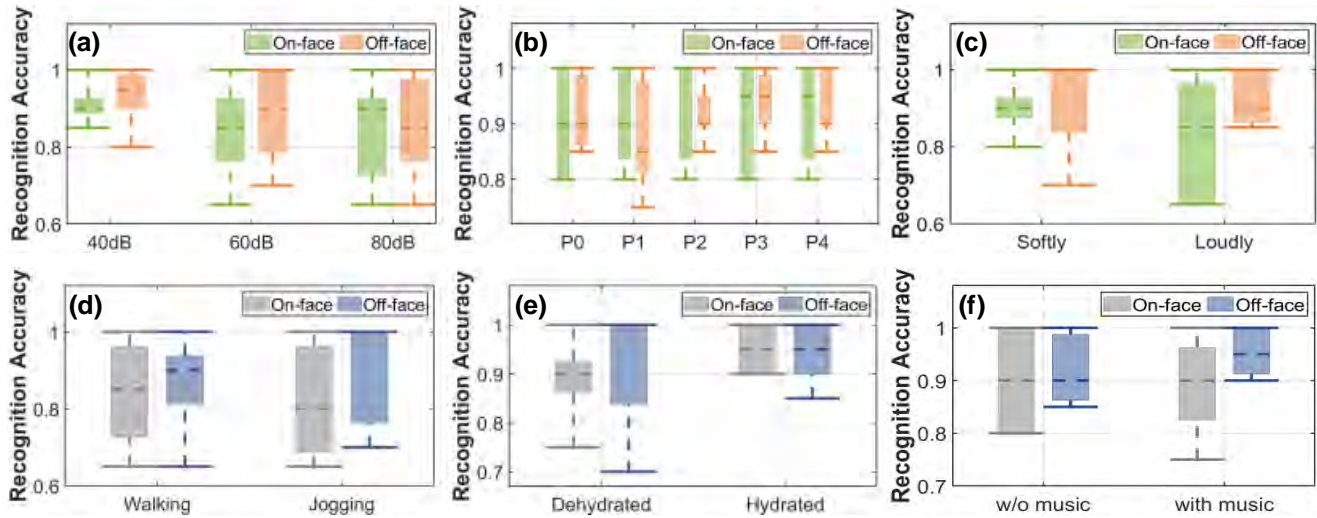 (a)
On-face Off-face
Recognition Accuracy
1
0.8
0.6
40dB 60dB 80dB
(b)
On-face Off-face
Recognition Accuracy
1
0.9
0.8
P0 P1 P2 P3 P4
(c)
On-face Off-face
Recognition Accuracy
1
0.8
0.6
Softly Loudly
(d)
On-face Off-face
Recognition Accuracy
1
0.8
0.6
Walking Jogging
(e)
On-face Off-face
Recognition Accuracy
1
0.9
0.8
0.7
Dehydrated Hydrated
(f)
On-face Off-face
Recognition Accuracy
1
0.9
0.8
0.7
w/o music with music